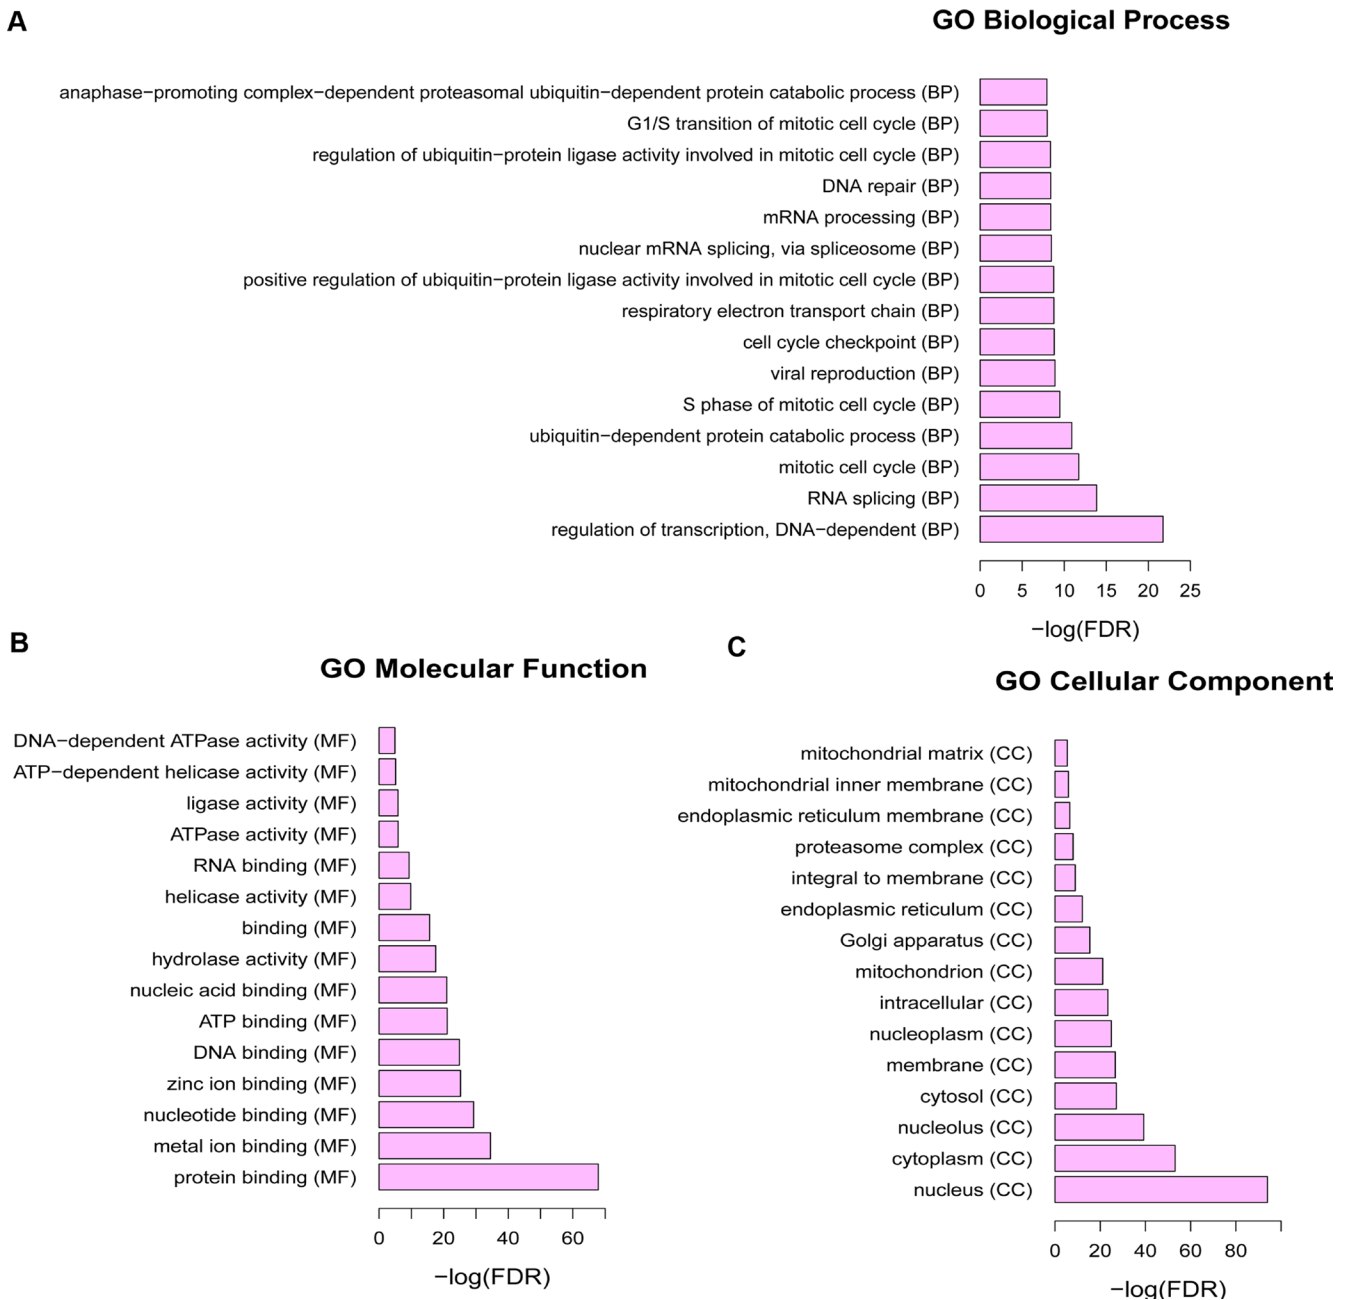 A
GO Biological Process
anaphase−promoting complex−dependent proteasomal ubiquitin−dependent protein catabolic process (BP)
G1/S transition of mitotic cell cycle (BP)
regulation of ubiquitin−protein ligase activity involved in mitotic cell cycle (BP)
DNA repair (BP)
mRNA processing (BP)
nuclear mRNA splicing, via spliceosome (BP)
positive regulation of ubiquitin−protein ligase activity involved in mitotic cell cycle (BP)
respiratory electron transport chain (BP)
cell cycle checkpoint (BP)
viral reproduction (BP)
S phase of mitotic cell cycle (BP)
ubiquitin−dependent protein catabolic process (BP)
mitotic cell cycle (BP)
RNA splicing (BP)
regulation of transcription, DNA−dependent (BP)
0 5 10 15 20 25
−log(FDR)
B
GO Molecular Function
DNA−dependent ATPase activity (MF)
ATP−dependent helicase activity (MF)
ligase activity (MF)
ATPase activity (MF)
RNA binding (MF)
helicase activity (MF)
binding (MF)
hydrolase activity (MF)
nucleic acid binding (MF)
ATP binding (MF)
DNA binding (MF)
zinc ion binding (MF)
nucleotide binding (MF)
metal ion binding (MF)
protein binding (MF)
0 20 40 60
−log(FDR)
C
GO Cellular Component
mitochondrial matrix (CC)
mitochondrial inner membrane (CC)
endoplasmic reticulum membrane (CC)
proteasome complex (CC)
integral to membrane (CC)
endoplasmic reticulum (CC)
Golgi apparatus (CC)
mitochondrion (CC)
intracellular (CC)
nucleoplasm (CC)
membrane (CC)
cytosol (CC)
nucleolus (CC)
cytoplasm (CC)
nucleus (CC)
0 20 40 60 80
−log(FDR)